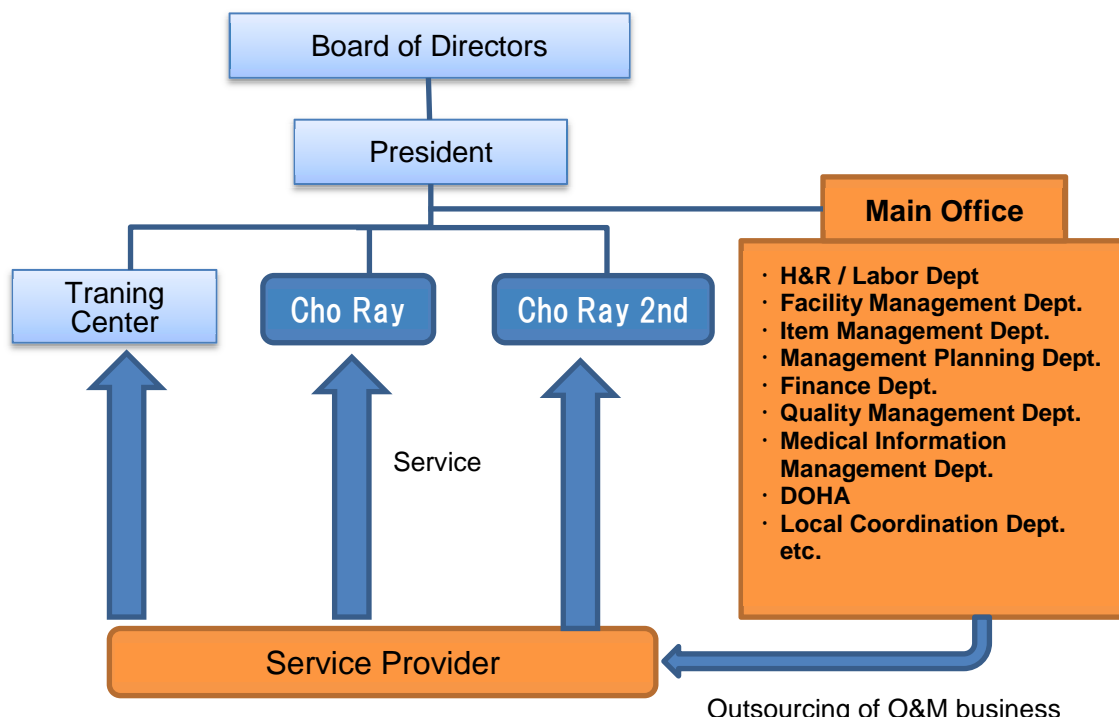 Board of Directors
President
Main Office
· H&R / Labor Dept
· Facility Management Dept.
· Item Management Dept.
· Management Planning Dept.
· Finance Dept.
· Quality Management Dept.
· Medical Information
Management Dept.
· DOHA
· Local Coordination Dept.
etc.
Traning
Center
Cho Ray
Cho Ray 2nd
Service
Service Provider
Outsourcing of O&M business